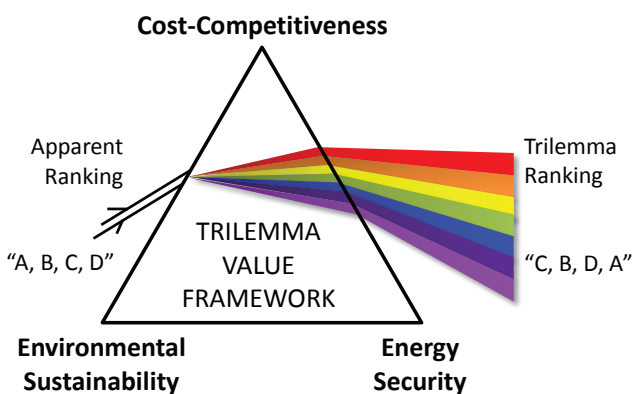 Cost-Competitiveness
Apparent
Ranking
“A, B, C, D”
TRILEMMA
VALUE
FRAMEWORK
Trilemma
Ranking
“C, B, D, A”
Environmental
Sustainability
Energy
Security